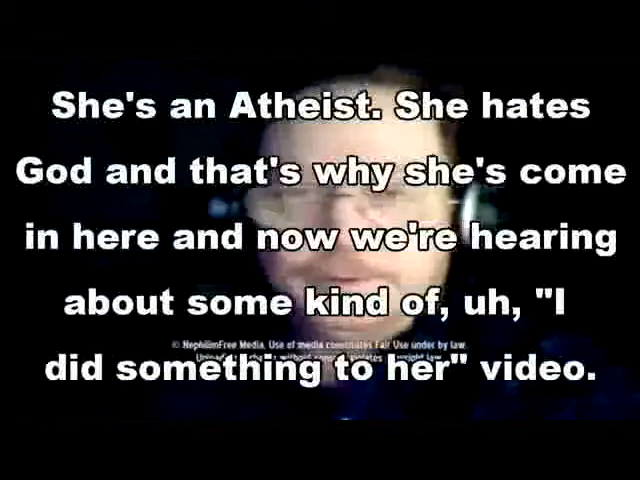 She's an Atheist. She hates
God and that's why she's come
in here and now we're hearing
about some kind of, uh, "I
© NephilimFree Media. Use of media constitutes Fair Use under by law.
did something to her" video.